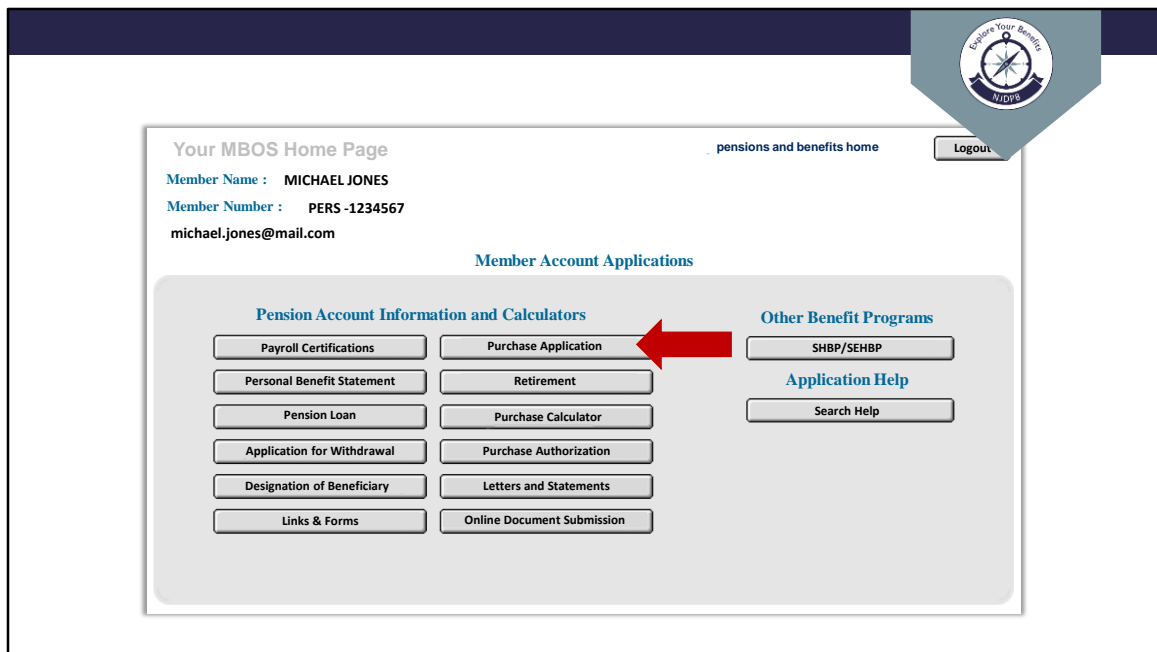 Explore Your Benefits
NJDPB
Your MBOS Home Page
pensions and benefits home
Logout
Member Name : MICHAEL JONES
Member Number : PERS -1234567
michael.jones@mail.com
Member Account Applications
Pension Account Information and Calculators
Other Benefit Programs
Payroll Certifications
Purchase Application
SHBP/SEHBP
Personal Benefit Statement
Retirement
Application Help
Pension Loan
Purchase Calculator
Search Help
Application for Withdrawal
Purchase Authorization
Designation of Beneficiary
Letters and Statements
Links & Forms
Online Document Submission